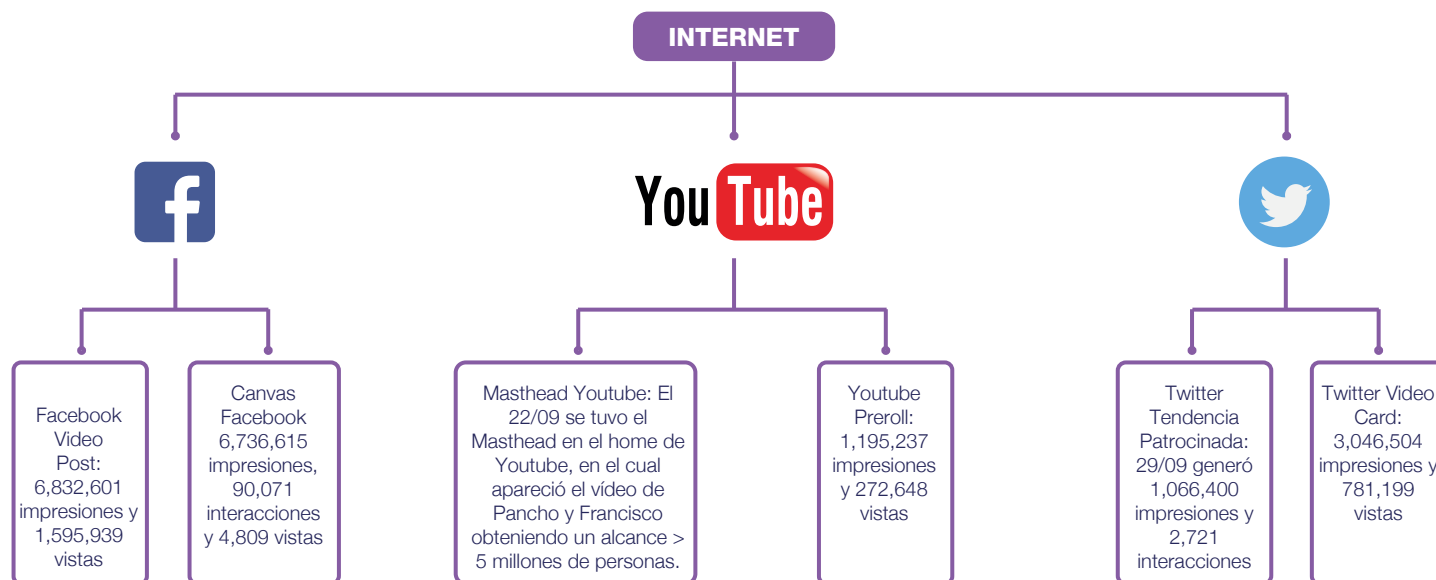 INTERNET
f
You Tube
Facebook
Video
Post:
6,832,601
impresiones y
1,595,939
vistas
Canvas
Facebook
6,736,615
impresiones,
90,071
interacciones
y 4,809 vistas
Masthead Youtube: El
22/09 se tuvo el
Masthead en el home de
Youtube, en el cual
apareció el vídeo de
Pancho y Francisco
obteniendo un alcance >
5 millones de personas.
Youtube
Preroll:
1,195,237
impresiones
y 272,648
vistas
Twitter
Tendencia
Patrocinada:
29/09 generó
1,066,400
impresiones y
2,721
interacciones
Twitter Video
Card:
3,046,504
impresiones y
781,199
vistas